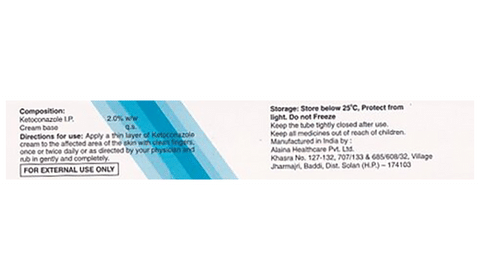 Composition:
Ketoconazole I.P. 2.0% w/w
Cream base q.s.
Directions for use: Apply a thin layer of Ketoconazole
cream to the affected area of the skin with clean fingers,
once or twice daily or as directed by your physician and
rub in gently and completely.
FOR EXTERNAL USE ONLY
Storage: Store below 25°C, Protect from
light. Do not Freeze
Keep the tube tightly closed after use.
Keep all medicines out of reach of children.
Manufactured in India by :
Alaina Healthcare Pvt. Ltd.
Khasra No. 127-132, 707/133 & 685/608/32, Village
Jharmajri, Baddi, Dist. Solan (H.P.) – 174103